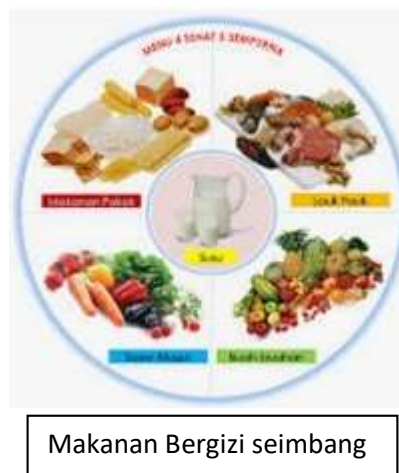 MENU 4 SEHAT 5 SEMPURNA
Makanan Pokok
Lauk Pauk
Susu
Sayur Mayur
Buah-buahan
Makanan Bergizi seimbang